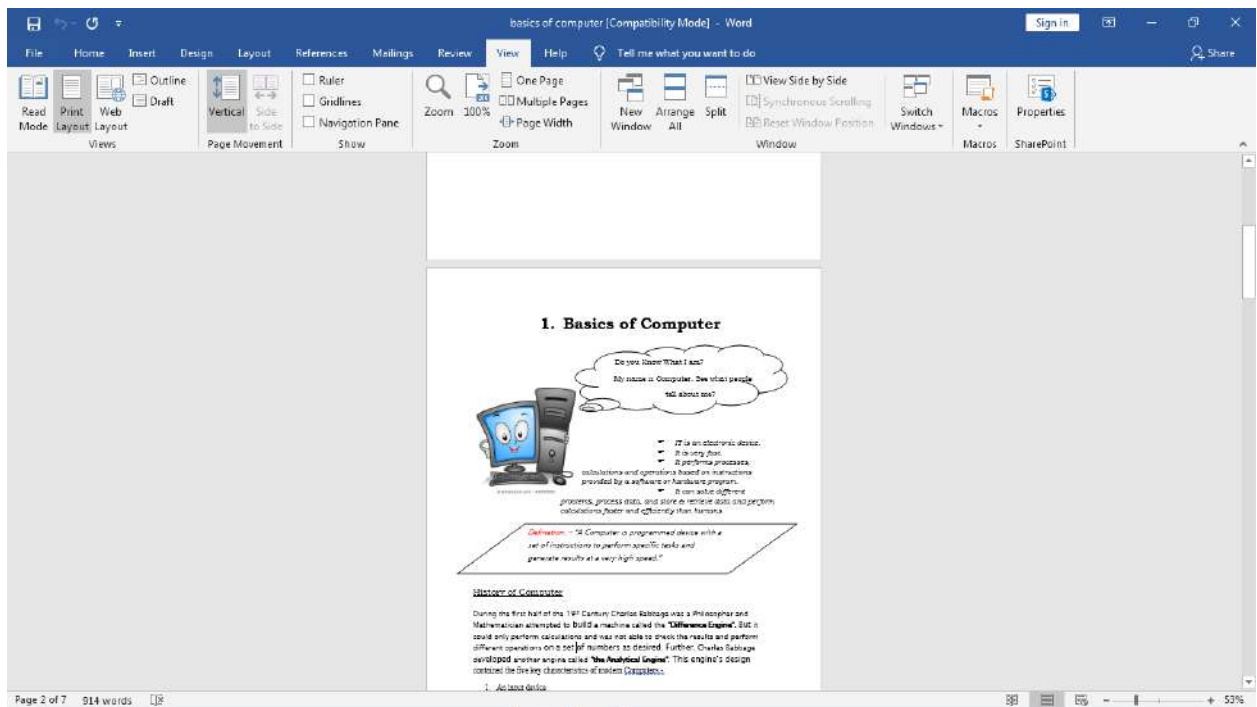 basics of computer [Compatibility Mode] - Word
Sign in
File Home Insert Design Layout References Mailings Review View Help Tell me what you want to do
Share
Read Mode
Print Layout
Web Layout
Outline
Draft
Views
Vertical
Side to Side
Page Movement
Ruler
Gridlines
Navigation Pane
Show
Zoom
100%
One Page
Multiple Pages
Page Width
Zoom
New Window
Arrange All
Split
View Side by Side
Synchronous Scrolling
Reset Window Position
Window
Switch Windows
Macros
Macros
Properties
SharePoint
1. Basics of Computer
Do you Know What I am?
My name is Computer. See what people
tell about me?
IT is an electronic device.
It is very fast.
It performs processes,
calculations and operations based on instructions
provided by a software or hardware program.
It can solve different
problems, process data, and store & retrieve data and perform
calculations faster and efficiently than humans
Definition: - "A Computer is programmed device with a
set of instructions to perform specific tasks and
generate results at a very high speed."
History of Computer
During the first half of the 19th Century Charles Babbage was a Philosopher and
Mathematician attempted to build a machine called the "Difference Engine". But it
could only perform calculations and was not able to check the results and perform
different operations on a set of numbers as desired. Further, Charles Babbage
developed another engine called "the Analytical Engine". This engine's design
contained the five key characteristics of modern Computers:-
1. An input device
Page 2 of 7 914 words
53%